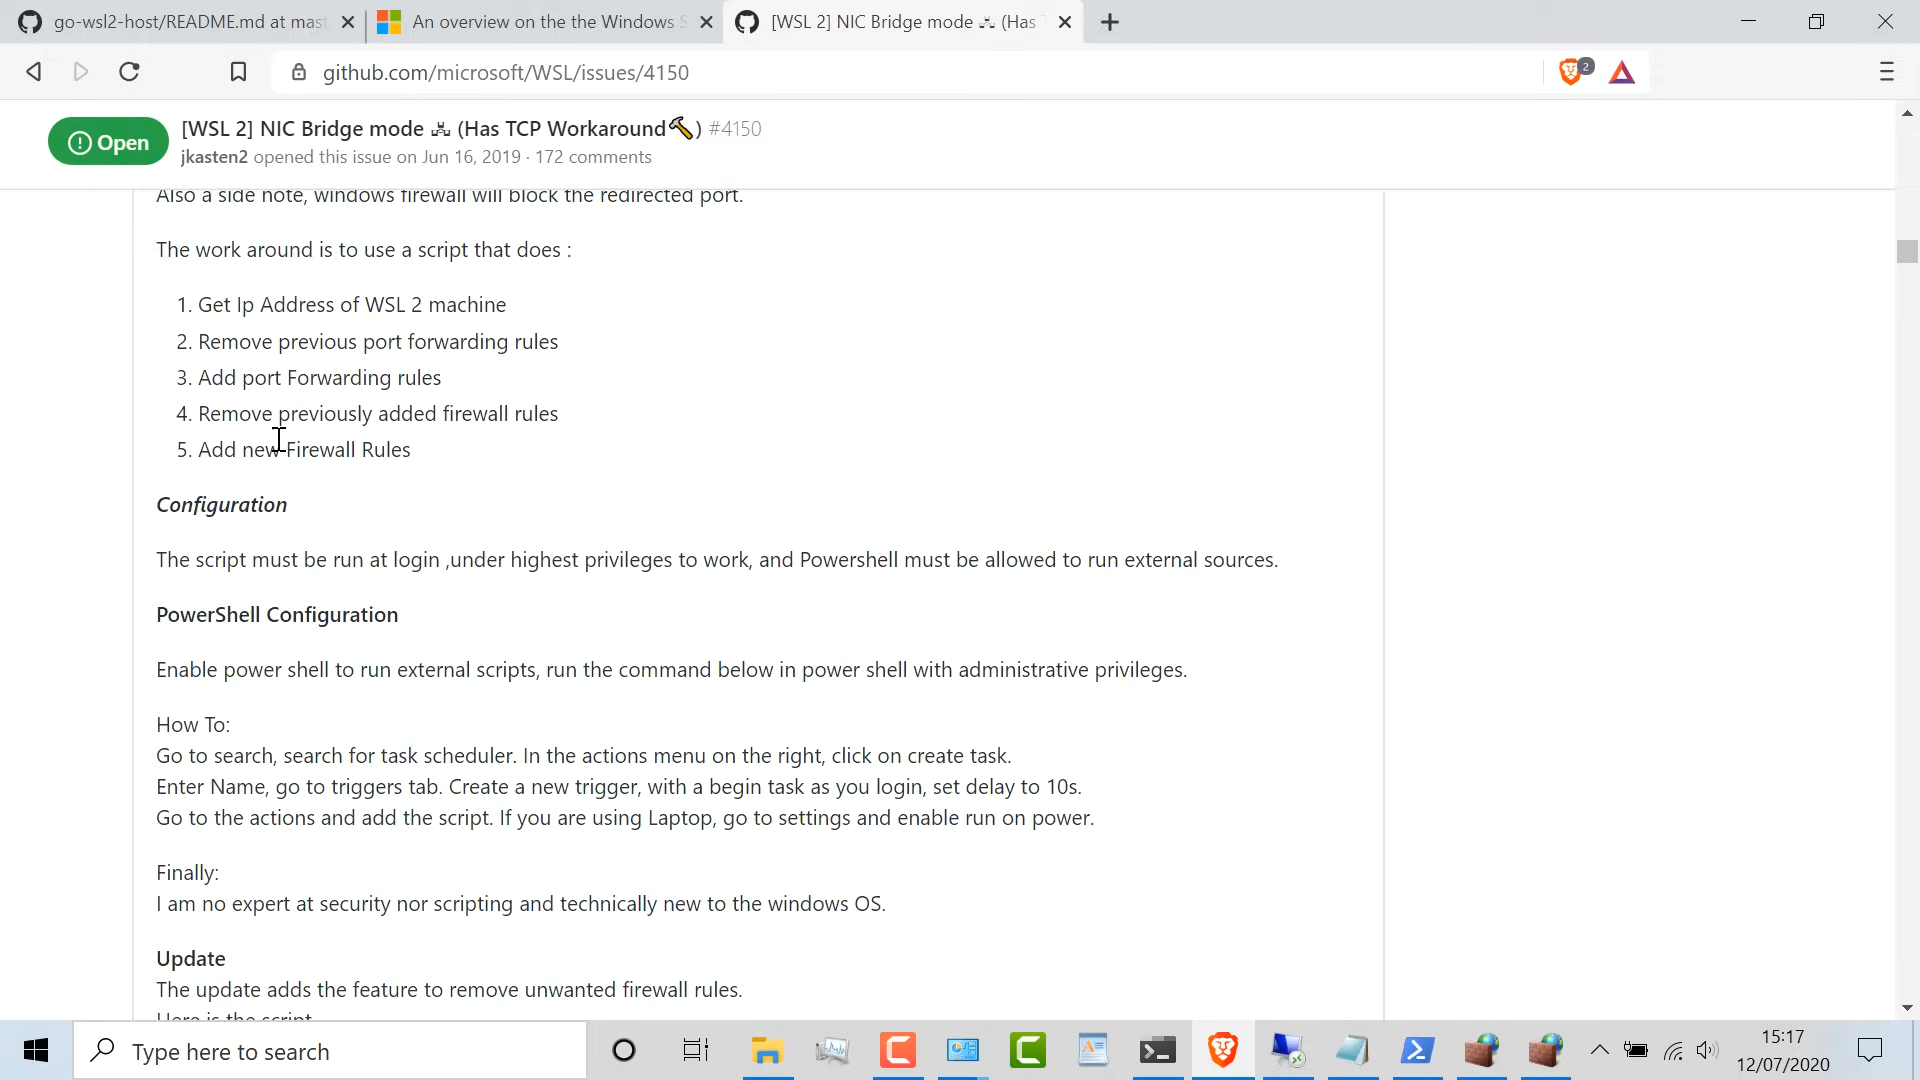 go-wsl2-host/README.md at mas
An overview on the the Windows S
[WSL 2] NIC Bridge mode 🖧 (Has T
github.com/microsoft/WSL/issues/4150
2
Open
[WSL 2] NIC Bridge mode 🖧 (Has TCP Workaround🔨) #4150
jkasten2 opened this issue on Jun 16, 2019 · 172 comments
Also a side note, windows firewall will block the redirected port.
The work around is to use a script that does :
1. Get Ip Address of WSL 2 machine
2. Remove previous port forwarding rules
3. Add port Forwarding rules
4. Remove previously added firewall rules
5. Add new Firewall Rules
Configuration
The script must be run at login ,under highest privileges to work, and Powershell must be allowed to run external sources.
PowerShell Configuration
Enable power shell to run external scripts, run the command below in power shell with administrative privileges.
How To:
Go to search, search for task scheduler. In the actions menu on the right, click on create task.
Enter Name, go to triggers tab. Create a new trigger, with a begin task as you login, set delay to 10s.
Go to the actions and add the script. If you are using Laptop, go to settings and enable run on power.
Finally:
I am no expert at security nor scripting and technically new to the windows OS.
Update
The update adds the feature to remove unwanted firewall rules.
Here is the script
Type here to search
15:17
12/07/2020